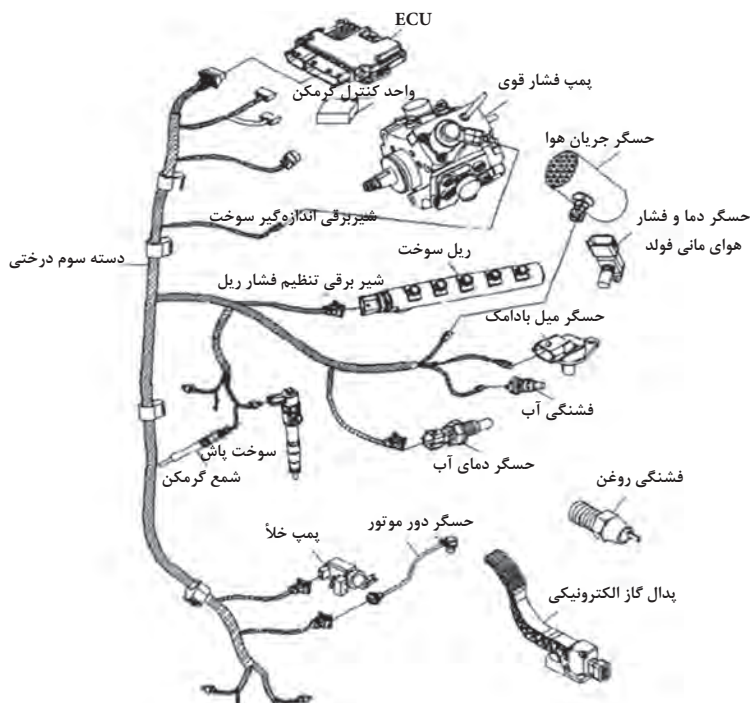 ECU
واحد کنترل گرمکن
پمپ فشار قوی
حسگر جریان هوا
حسگر دما و فشار
هوای مانی فولد
شیربرقی اندازه‌گیر سوخت
دسته سوم درختی
ریل سوخت
شیر برقی تنظیم فشار ریل
حسگر میل بادامک
فشنگی آب
سوخت پاش
حسگر دمای آب
شمع گرمکن
فشنگی روغن
حسگر دور موتور
پمپ خلأ
پدال گاز الکترونیکی